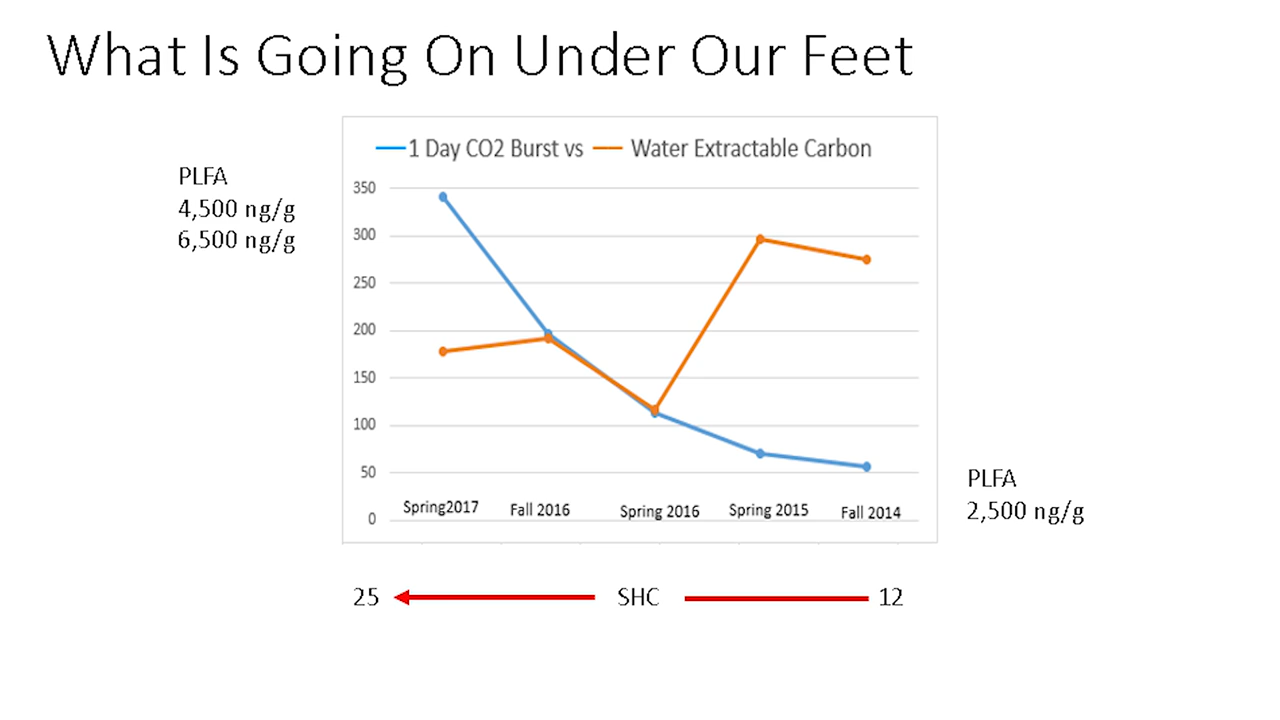 What Is Going On Under Our Feet
1 Day CO2 Burst vs Water Extractable Carbon
PLFA
4,500 ng/g
6,500 ng/g
350
300
250
200
150
100
50
0
Spring2017 Fall 2016 Spring 2016 Spring 2015 Fall 2014
PLFA
2,500 ng/g
25 SHC 12